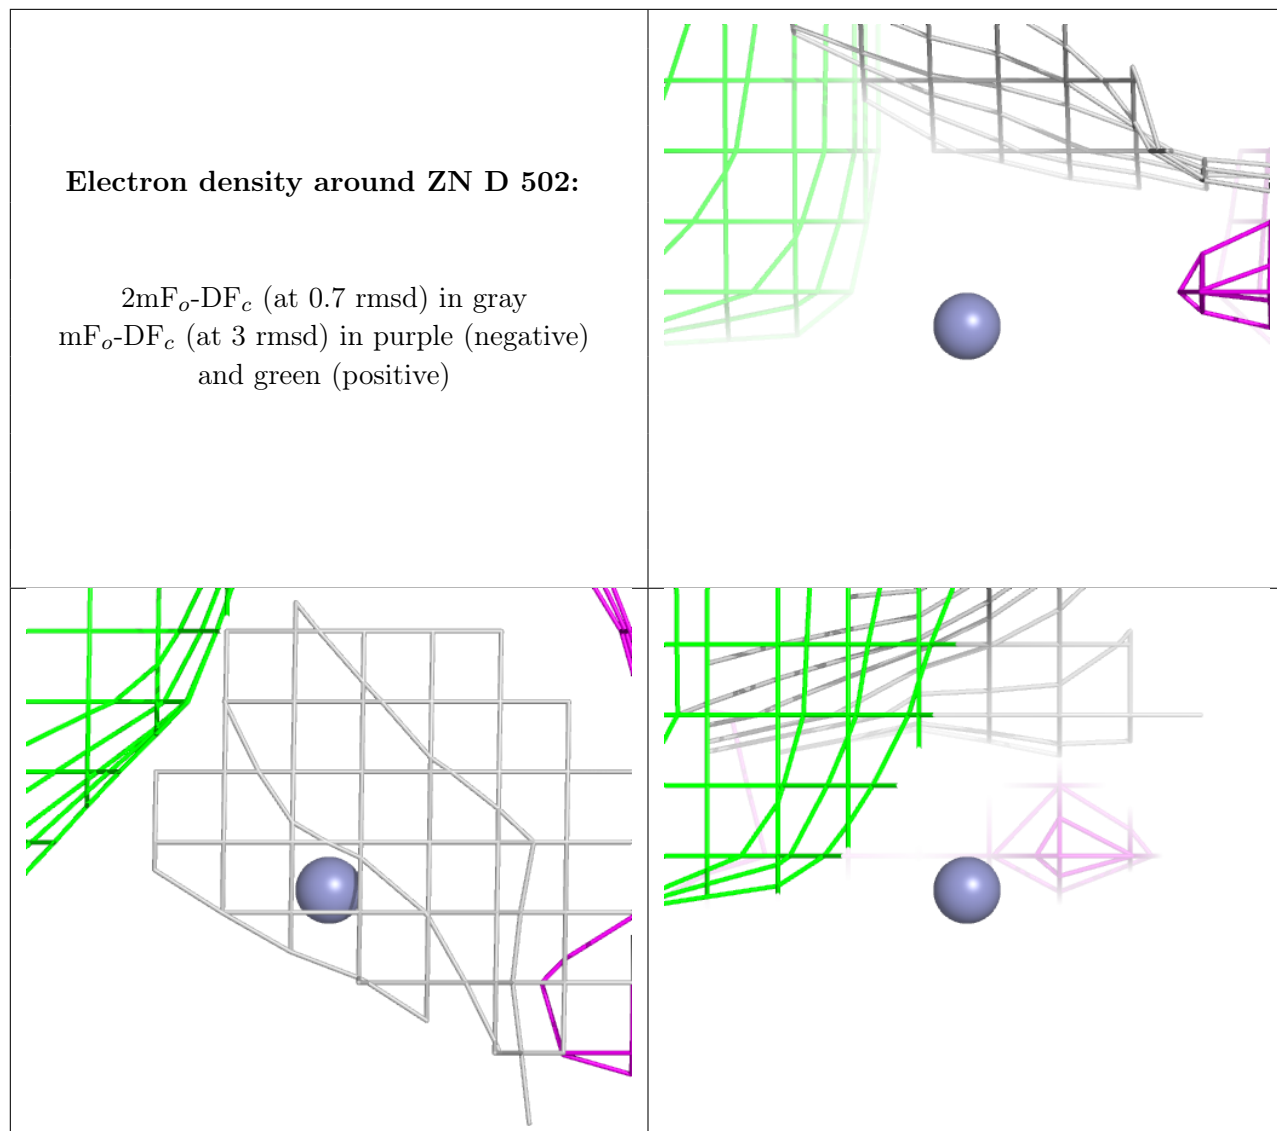 Electron density around ZN D 502:
2mFo-DFc (at 0.7 rmsd) in gray
mFo-DFc (at 3 rmsd) in purple (negative)
and green (positive)